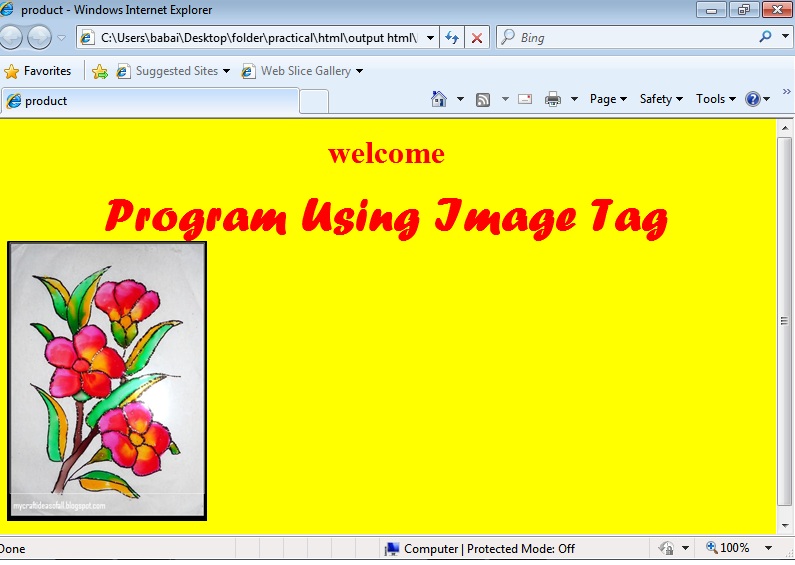 product - Windows Internet Explorer
C:\Users\babai\Desktop\folder\practical\html\output html\
Bing
Favorites
Suggested Sites
Web Slice Gallery
product
Page
Safety
Tools
»
welcome
Program Using Image Tag
mycraftideasofall.blogspot.com
Done
Computer | Protected Mode: Off
100%